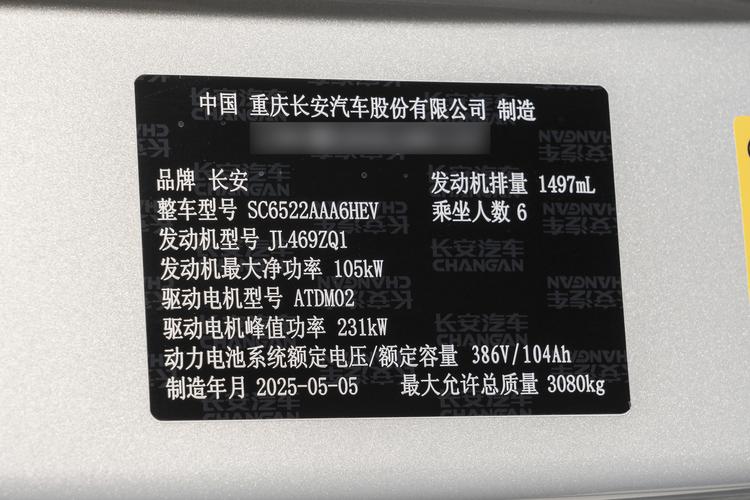 中国 重庆长安汽车股份有限公司 制造
品牌 长安 发动机排量 1497mL
整车型号 SC6522AAA6HEV 乘坐人数 6
发动机型号 JL469ZQ1
发动机最大净功率 105kW
驱动电机型号 ATDM02
驱动电机峰值功率 231kW
动力电池系统额定电压/额定容量 386V/104Ah
制造年月 2025-05-05 最大允许总质量 3080kg
长安汽车
CHANGAN